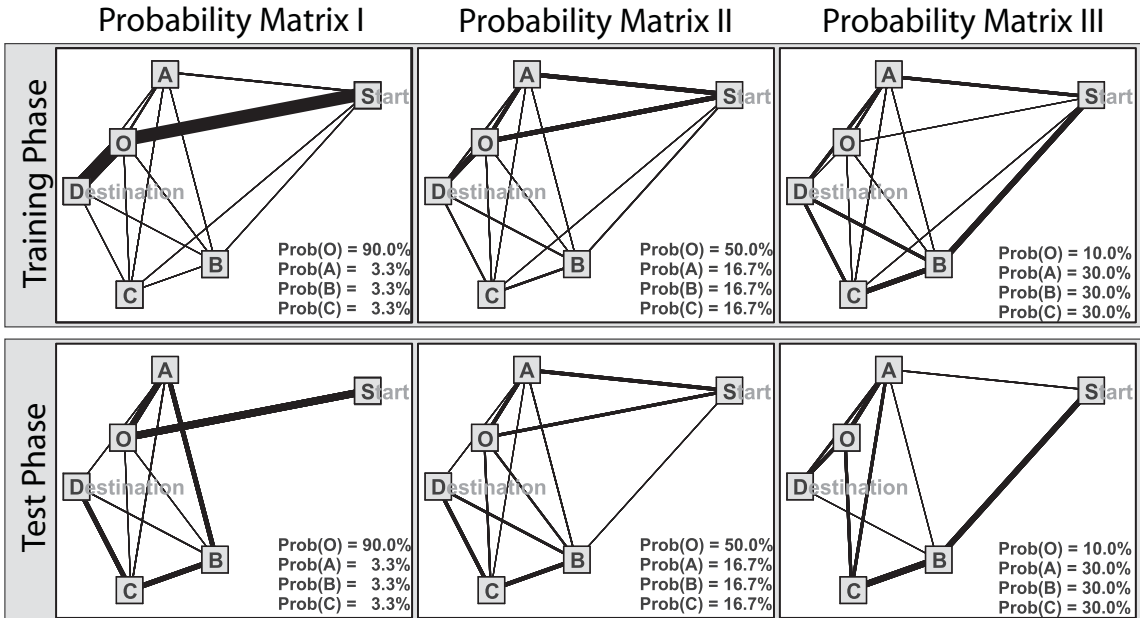 Probability Matrix I
Probability Matrix II
Probability Matrix III
Training Phase
A
Start
O
Destination
B
C
Prob(O) = 90.0%
Prob(A) = 3.3%
Prob(B) = 3.3%
Prob(C) = 3.3%
A
Start
O
Destination
B
C
Prob(O) = 50.0%
Prob(A) = 16.7%
Prob(B) = 16.7%
Prob(C) = 16.7%
A
Start
O
Destination
B
C
Prob(O) = 10.0%
Prob(A) = 30.0%
Prob(B) = 30.0%
Prob(C) = 30.0%
Test Phase
A
Start
O
Destination
B
C
Prob(O) = 90.0%
Prob(A) = 3.3%
Prob(B) = 3.3%
Prob(C) = 3.3%
A
Start
O
Destination
B
C
Prob(O) = 50.0%
Prob(A) = 16.7%
Prob(B) = 16.7%
Prob(C) = 16.7%
A
Start
O
Destination
B
C
Prob(O) = 10.0%
Prob(A) = 30.0%
Prob(B) = 30.0%
Prob(C) = 30.0%